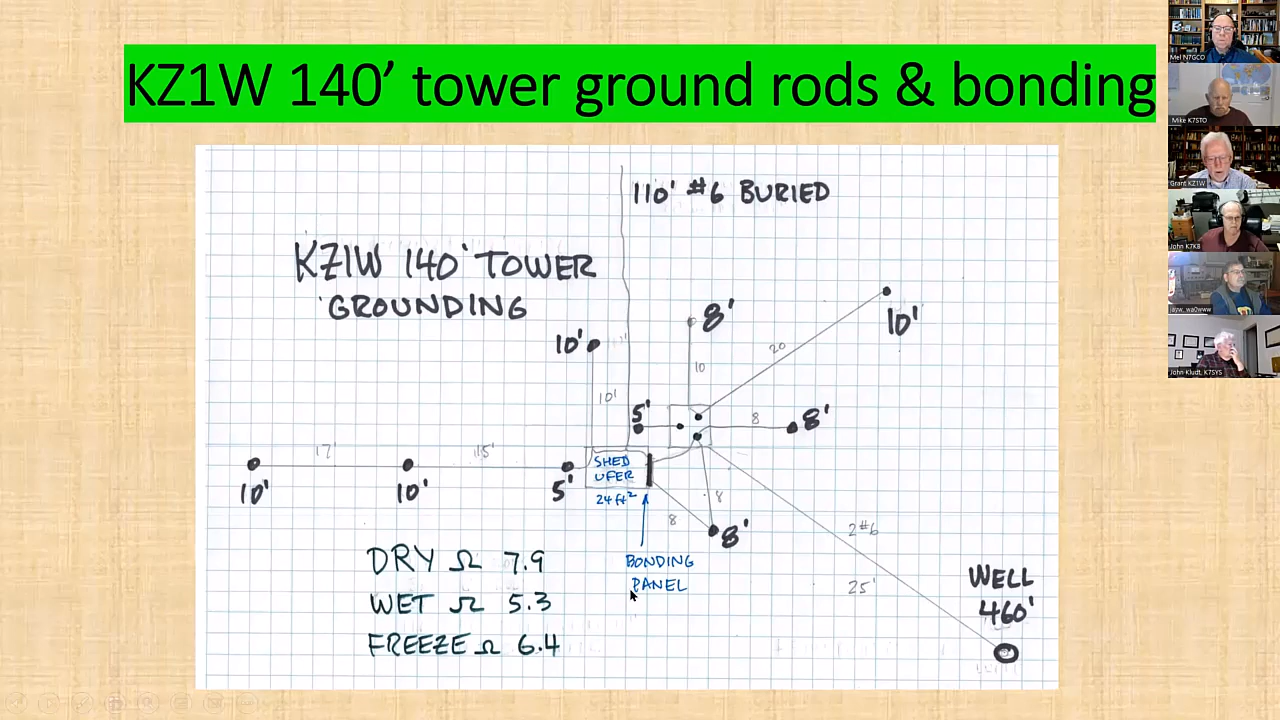 KZ1W 140’ tower ground rods & bonding
110' #6 BURIED
KZ1W 140' TOWER
GROUNDING
10'
8'
10'
10
20
10'
5'
8
8'
17'
15'
10'
10'
5'
SHED
UFER
24 ft²
8
8
8'
2#6
25'
BONDING
PANEL
DRY Ω 7.9
WET Ω 5.3
FREEZE Ω 6.4
WELL
460'
Mel N7GCO
Mike K7STO
Grant KZ1W
John K7KB
jayw_wa0www
John Kludt, K7SYS